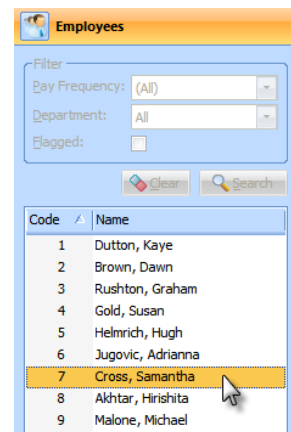 Employees
Filter
Pay Frequency: (All)
Department: All
Flagged:
Clear Search
Code Name
1 Dutton, Kaye
2 Brown, Dawn
3 Rushton, Graham
4 Gold, Susan
5 Helmrich, Hugh
6 Jugovic, Adrianna
7 Cross, Samantha
8 Akhtar, Hirishita
9 Malone, Michael